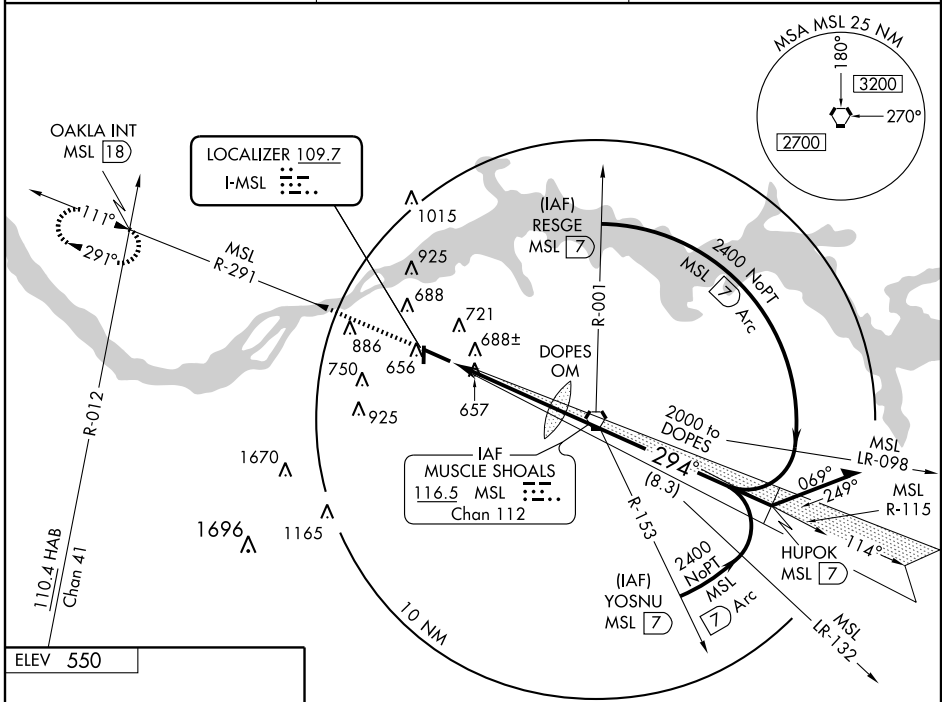 MSA MSL 25 NM
180°
3200
270°
2700
OAKLA INT
MSL 18
LOCALIZER 109.7
I-MSL
111°
291°
MSL
R-291
1015
925
688
721
688±
886
656
750
925
657
(IAF)
RESGE
MSL 7
2400 NoPT
MSL 7 Arc
R-001
DOPES
OM
R-012
2000 to
DOPES
MSL
LR-098
IAF
MUSCLE SHOALS
116.5 MSL
Chan 112
294°
(8.3)
069°
249°
MSL
R-115
1670
1696
1165
R-153
114°
HUPOK
MSL 7
2400
NoPT
MSL
7 Arc
(IAF)
YOSNU
MSL 7
MSL
LR-132
110.4 HAB
Chan 41
10 NM
ELEV 550